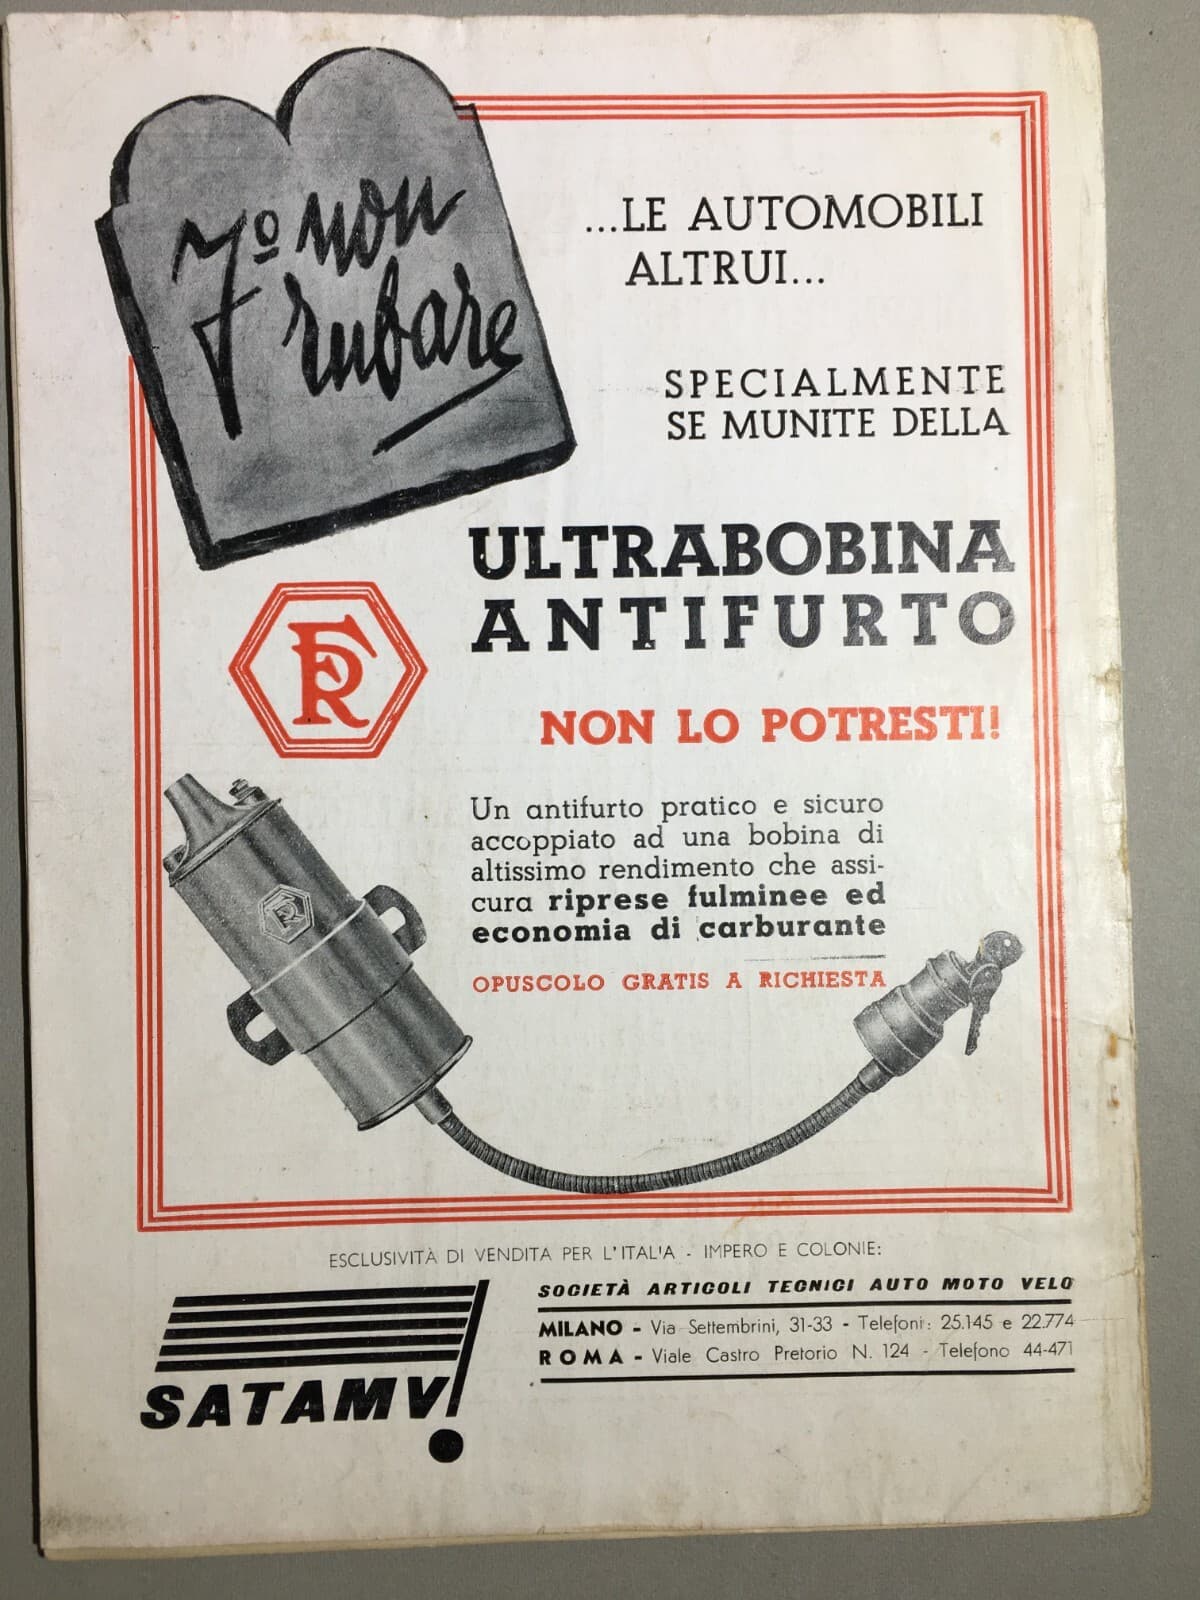 7º non
rubare
...LE AUTOMOBILI
ALTRUI...
SPECIALMENTE
SE MUNITE DELLA
ULTRABOBINA
ANTIFURTO
FR
NON LO POTRESTI!
Un antifurto pratico e sicuro
accoppiato ad una bobina di
altissimo rendimento che assi-
cura riprese fulminee ed
economia di carburante
OPUSCOLO GRATIS A RICHIESTA
FR
ESCLUSIVITÀ DI VENDITA PER L'ITALIA - IMPERO E COLONIE:
SATAMV!
SOCIETÀ ARTICOLI TECNICI AUTO MOTO VELO
MILANO - Via Settembrini, 31-33 - Telefoni: 25.145 e 22.774
ROMA - Viale Castro Pretorio N. 124 - Telefono 44-471